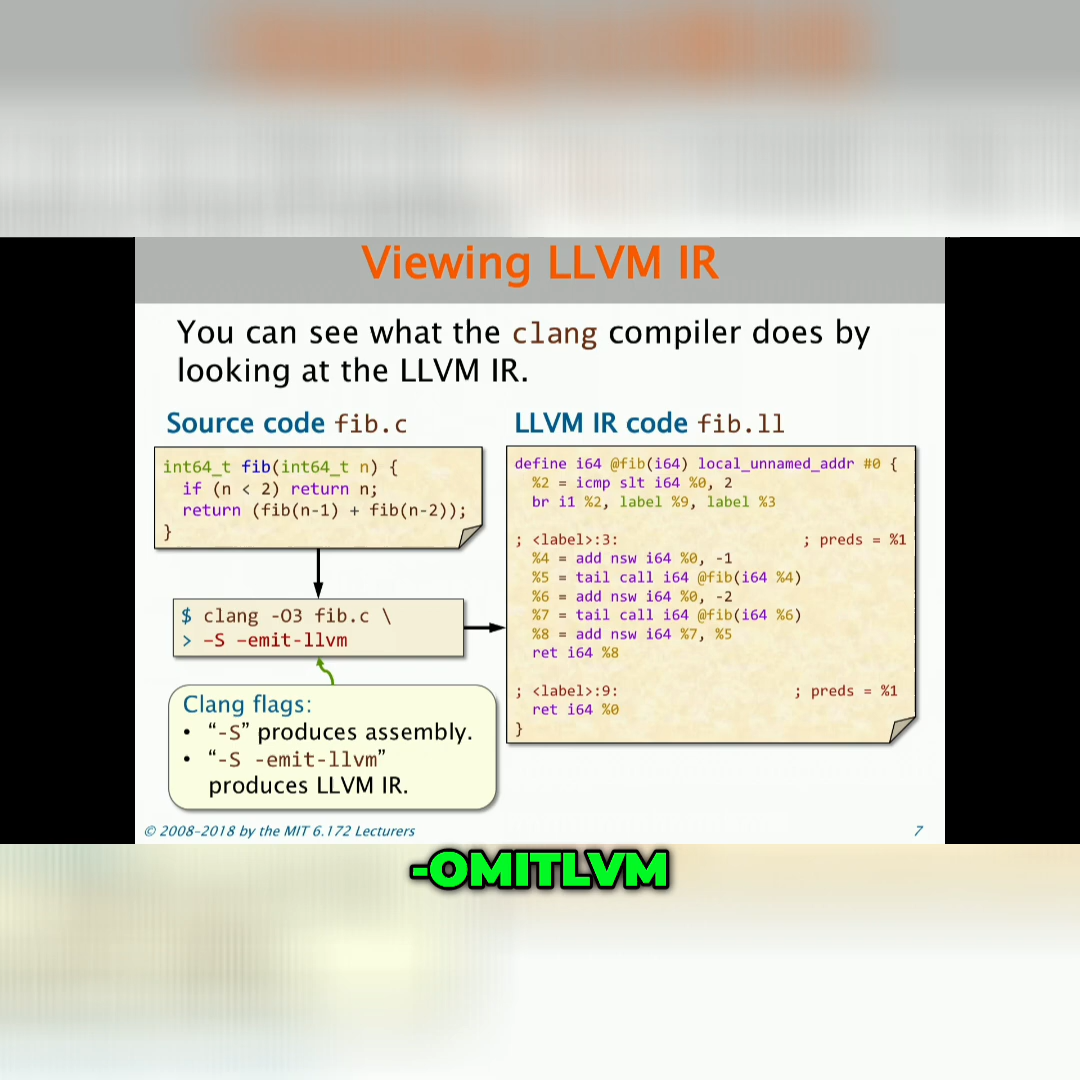 Viewing LLVM IR
You can see what the clang compiler does by
looking at the LLVM IR.
Source code fib.c
int64_t fib(int64_t n) {
if (n < 2) return n;
return (fib(n-1) + fib(n-2));
}
$ clang -O3 fib.c \
> -S -emit-llvm
Clang flags:
• “-S” produces assembly.
• “-S -emit-llvm”
produces LLVM IR.
LLVM IR code fib.ll
define i64 @fib(i64) local_unnamed_addr #0 {
%2 = icmp slt i64 %0, 2
br i1 %2, label %9, label %3
; <label>:3: ; preds = %1
%4 = add nsw i64 %0, -1
%5 = tail call i64 @fib(i64 %4)
%6 = add nsw i64 %0, -2
%7 = tail call i64 @fib(i64 %6)
%8 = add nsw i64 %7, %5
ret i64 %8
; <label>:9: ; preds = %1
ret i64 %0
}
© 2008–2018 by the MIT 6.172 Lecturers
7
-OMITLVM